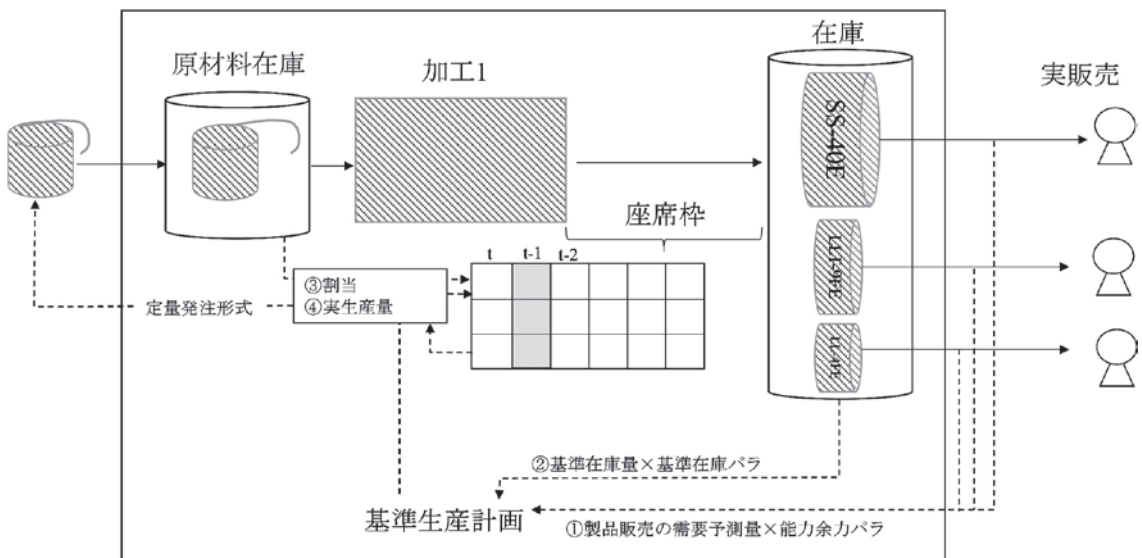 在庫
原材料在庫
加工1
実販売
SS-40E
座席枠
t t-1 t-2
③割当
④実生産量
定量発注形式
②基準在庫量×基準在庫パラ
基準生産計画
①製品販売の需要予測量×能力余力パラ